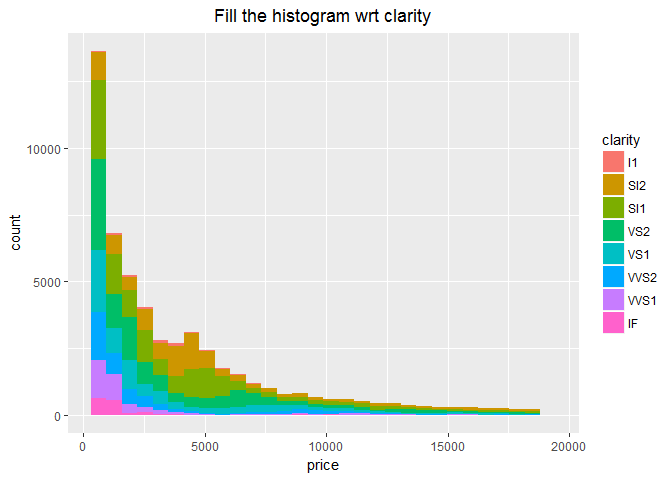 Fill the histogram wrt clarity
10000
5000
0
count
0 5000 10000 15000 20000
price
clarity
I1
SI2
SI1
VS2
VS1
VVS2
VVS1
IF